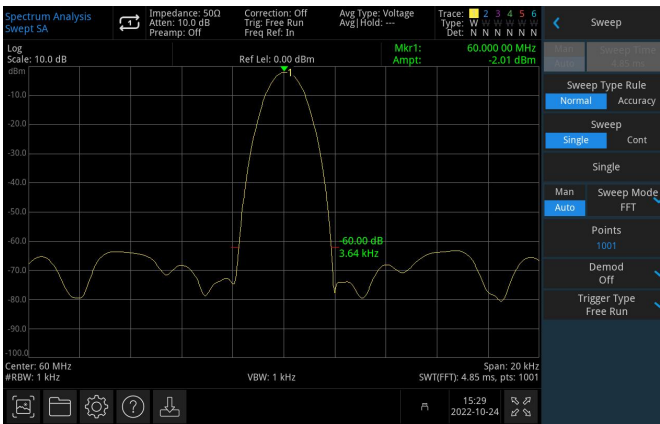 Spectrum Analysis
Swept SA
1
Impedance: 50Ω
Atten: 10.0 dB
Preamp: Off
Correction: Off
Trig: Free Run
Freq Ref: In
Avg Type: Voltage
Avg|Hold: ---
Trace: 1 2 3 4 5 6
Type: W W W W W W
Det: N N N N N N
Sweep
Log
Scale: 10.0 dB
Ref Lel: 0.00 dBm
Mkr1: 60.000 00 MHz
Ampt: -2.01 dBm
dBm
1
-10.0
-20.0
-30.0
-40.0
-50.0
-60.0
-70.0
-80.0
-90.0
-100.0
-60.00 dB
3.64 kHz
Center: 60 MHz
#RBW: 1 kHz
VBW: 1 kHz
Span: 20 kHz
SWT(FFT): 4.85 ms, pts: 1001
Man Sweep Time
Auto 4.85 ms
Sweep Type Rule
Normal Accuracy
Sweep
Single Cont
Single
Man Sweep Mode
Auto FFT
Points
1001
Demod
Off
Trigger Type
Free Run
15:29
2022-10-24